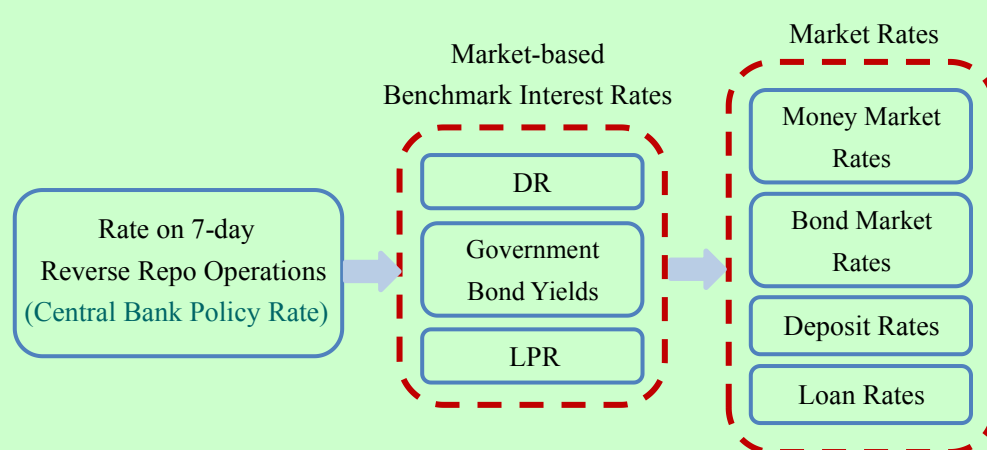 Rate on 7-day
Reverse Repo Operations
(Central Bank Policy Rate)
Market-based
Benchmark Interest Rates
DR
Government
Bond Yields
LPR
Market Rates
Money Market
Rates
Bond Market
Rates
Deposit Rates
Loan Rates